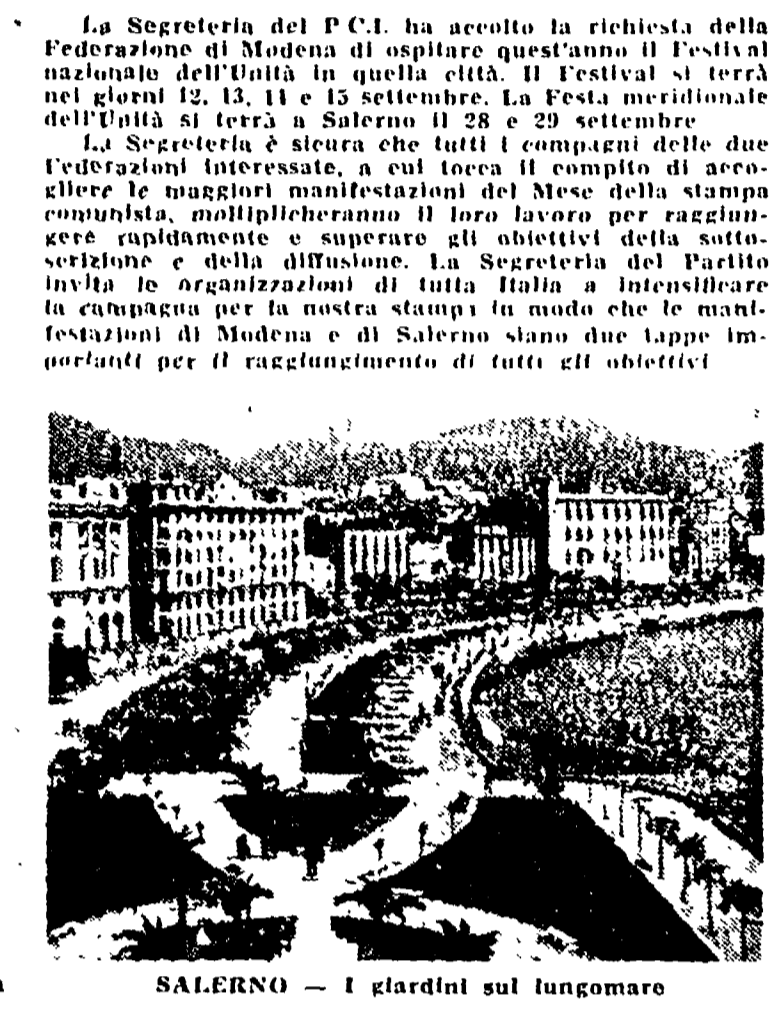 La Segreteria del P.C.I. ha accolto la richiesta della
Federazione di Modena di ospitare quest'anno il Festival
nazionale dell'Unità in quella città. Il Festival si terrà
nei giorni 12, 13, 14 e 15 settembre. La Festa meridionale
dell'Unità si terrà a Salerno il 28 e 29 settembre
La Segreteria è sicura che tutti i compagni delle due
Federazioni interessate, a cui tocca il compito di acco-
gliere le maggiori manifestazioni del Mese della stampa
comunista, moltiplicheranno il loro lavoro per raggiun-
gere rapidamente e superare gli obiettivi della sotto-
scrizione e della diffusione. La Segreteria del Partito
invita le organizzazioni di tutta Italia a intensificare
la campagna per la nostra stampa in modo che le mani-
festazioni di Modena e di Salerno siano due tappe im-
portanti per il raggiungimento di tutti gli obiettivi
SALERNO — I giardini sul lungomare